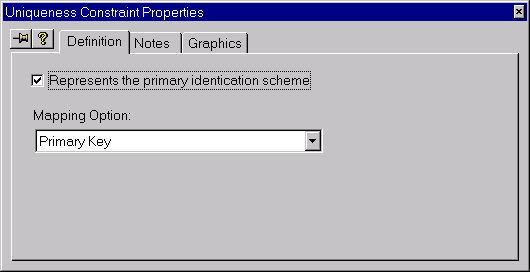 Uniqueness Constraint Properties
?
Definition Notes Graphics
Represents the primary identication scheme
Mapping Option:
Primary Key